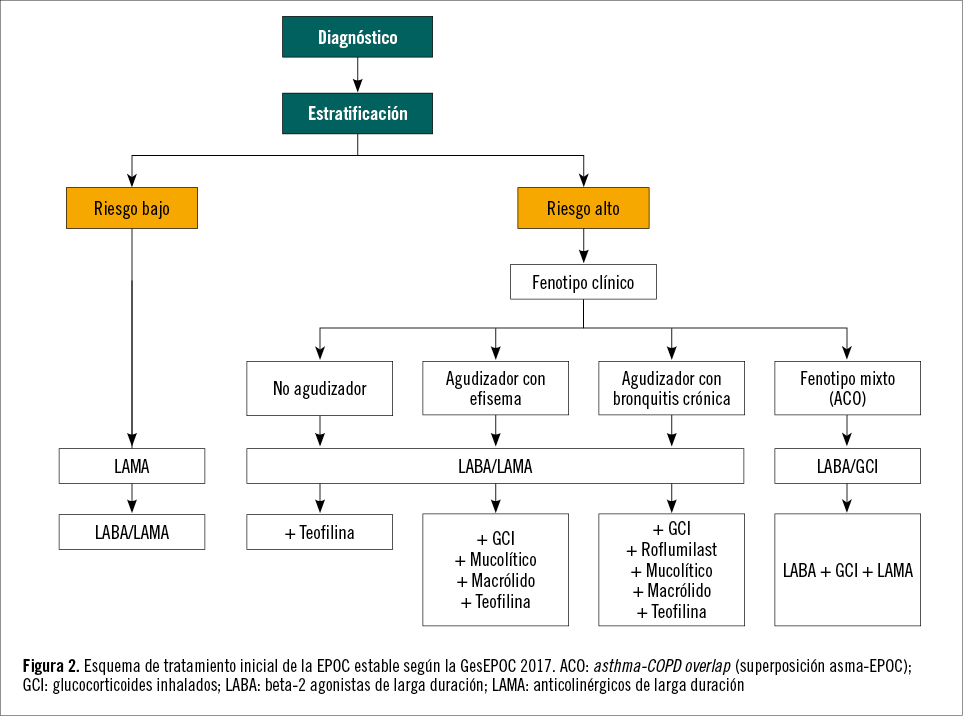 Diagnóstico
Estratificación
Riesgo bajo
Riesgo alto
Fenotipo clínico
No agudizador
Agudizador con
efisema
Agudizador con
bronquitis crónica
Fenotipo mixto
(ACO)
LAMA
LABA/LAMA
LABA/GCI
LABA/LAMA
+ Teofilina
+ GCI
+ Mucolítico
+ Macrólido
+ Teofilina
+ GCI
+ Roflumilast
+ Mucolítico
+ Macrólido
+ Teofilina
LABA + GCI + LAMA
Figura 2. Esquema de tratamiento inicial de la EPOC estable según la GesEPOC 2017. ACO: asthma-COPD overlap (superposición asma-EPOC);
GCI: glucocorticoides inhalados; LABA: beta-2 agonistas de larga duración; LAMA: anticolinérgicos de larga duración